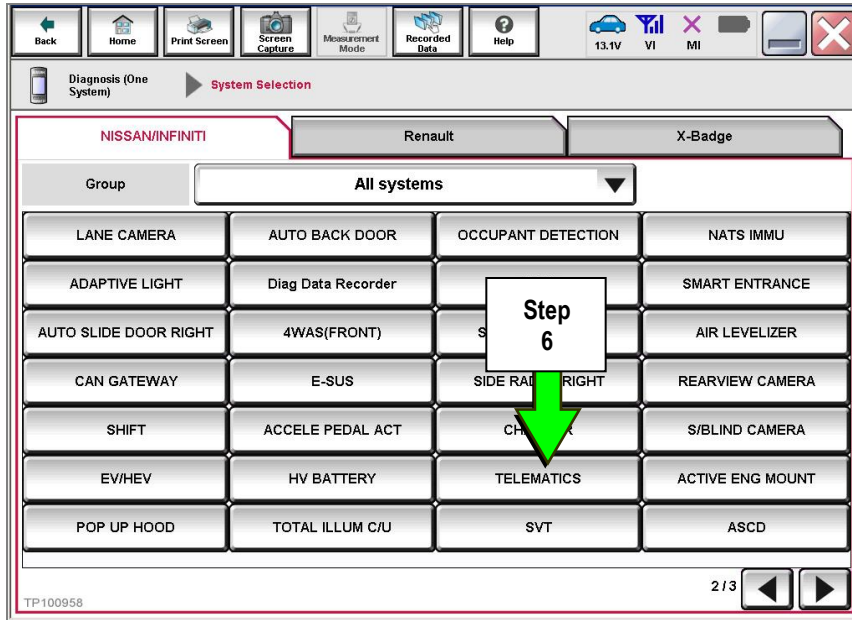 Back
Home
Print Screen
Screen
Capture
Measurement
Mode
Recorded
Data
Help
13.1V
VI
MI
Diagnosis (One
System)
System Selection
NISSAN/INFINITI
Renault
X-Badge
Group
All systems
LANE CAMERA
AUTO BACK DOOR
OCCUPANT DETECTION
NATS IMMU
ADAPTIVE LIGHT
Diag Data Recorder
SMART ENTRANCE
Step
6
AUTO SLIDE DOOR RIGHT
4WAS(FRONT)
S
AIR LEVELIZER
CAN GATEWAY
E-SUS
SIDE RAD
RIGHT
REARVIEW CAMERA
SHIFT
ACCELE PEDAL ACT
CH
R
S/BLIND CAMERA
EV/HEV
HV BATTERY
TELEMATICS
ACTIVE ENG MOUNT
POP UP HOOD
TOTAL ILLUM C/U
SVT
ASCD
2/3
TP100958